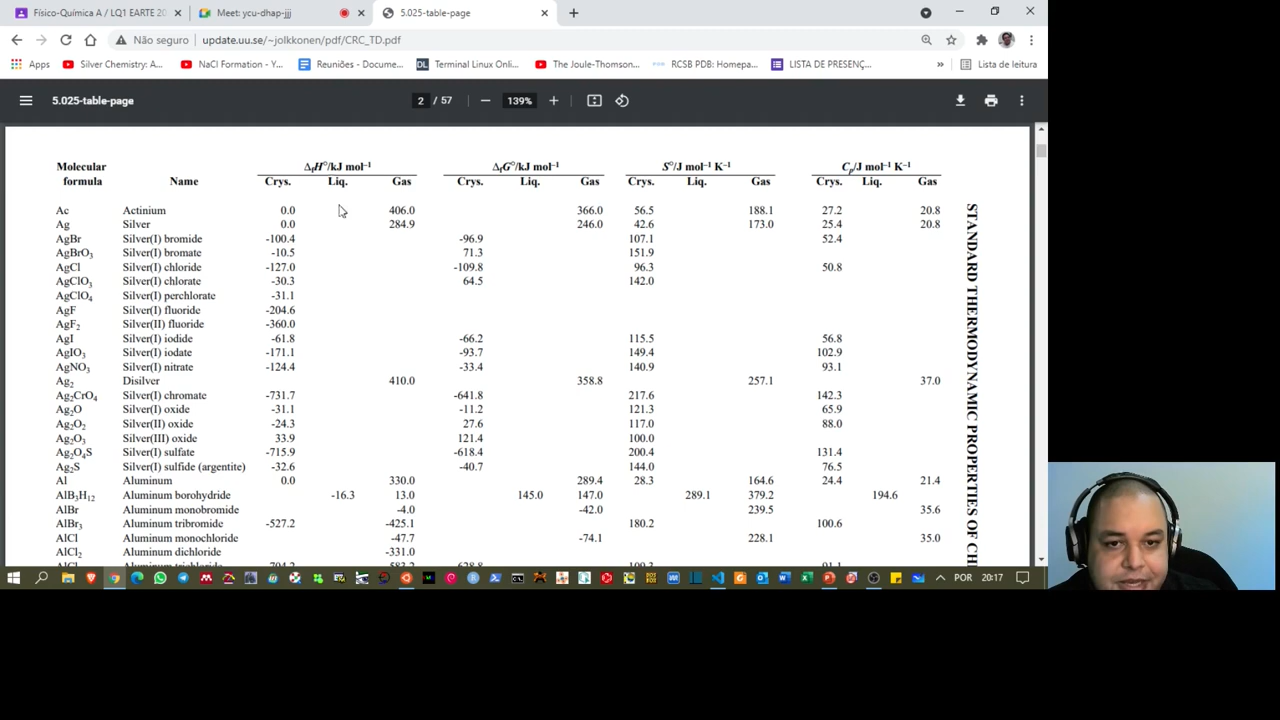 Físico-Química A / LQ1 EARTE 20
Meet: ycu-dhap-jjj
5.025-table-page
Não seguro
update.uu.se/~jolkkonen/pdf/CRC_TD.pdf
Apps
Silver Chemistry: A...
NaCl Formation - Y...
Reuniões - Docume...
Terminal Linux Onli...
The Joule-Thomson...
RCSB PDB: Homepa...
LISTA DE PRESENÇ...
»
Lista de leitura
5.025-table-page
2 / 57
139%
Molecular formula Name ΔfH°/kJ mol–1 ΔfG°/kJ mol–1 S°/J mol–1 K–1 Cp/J mol–1 K–1
Crys. Liq. Gas Crys. Liq. Gas Crys. Liq. Gas Crys. Liq. Gas
Ac Actinium 0.0 406.0 366.0 56.5 188.1 27.2 20.8
Ag Silver 0.0 284.9 246.0 42.6 173.0 25.4 20.8
AgBr Silver(I) bromide -100.4 -96.9 107.1 52.4
AgBrO3 Silver(I) bromate -10.5 71.3 151.9
AgCl Silver(I) chloride -127.0 -109.8 96.3 50.8
AgClO3 Silver(I) chlorate -30.3 64.5 142.0
AgClO4 Silver(I) perchlorate -31.1
AgF Silver(I) fluoride -204.6
AgF2 Silver(II) fluoride -360.0
AgI Silver(I) iodide -61.8 -66.2 115.5 56.8
AgIO3 Silver(I) iodate -171.1 -93.7 149.4 102.9
AgNO3 Silver(I) nitrate -124.4 -33.4 140.9 93.1
Ag2 Disilver 410.0 358.8 257.1 37.0
Ag2CrO4 Silver(I) chromate -731.7 -641.8 217.6 142.3
Ag2O Silver(I) oxide -31.1 -11.2 121.3 65.9
Ag2O2 Silver(II) oxide -24.3 27.6 117.0 88.0
Ag2O3 Silver(III) oxide 33.9 121.4 100.0
Ag2O4S Silver(I) sulfate -715.9 -618.4 200.4 131.4
Ag2S Silver(I) sulfide (argentite) -32.6 -40.7 144.0 76.5
Al Aluminum 0.0 330.0 289.4 28.3 164.6 24.4 21.4
AlB3H12 Aluminum borohydride -16.3 13.0 145.0 147.0 289.1 379.2 194.6
AlBr Aluminum monobromide -4.0 -42.0 239.5 35.6
AlBr3 Aluminum tribromide -527.2 -425.1 180.2 100.6
AlCl Aluminum monochloride -47.7 -74.1 228.1 35.0
AlCl2 Aluminum dichloride -331.0
STANDARD THERMODYNAMIC PROPERTIES OF CH
POR 20:17